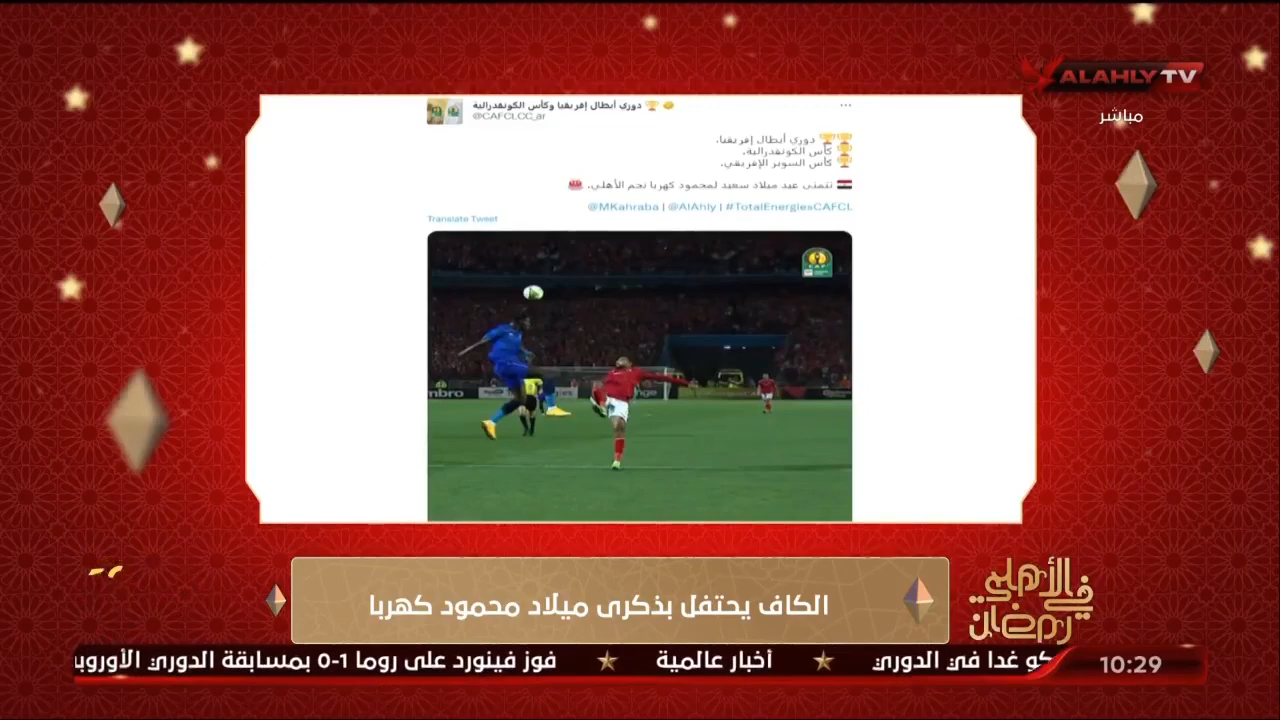 ALAHLY TV
مباشر
دوري أبطال إفريقيا وكأس الكونفدرالية
@CAFCLCC_ar
دوري أبطال إفريقيا.
كأس الكونفدرالية.
كأس السوبر الإفريقي.
نتمنى عيد ميلاد سعيد لمحمود كهربا نجم الأهلي.
@MKahraba | @AlAhly | #TotalEnergiesCAFCL
Translate Tweet
CAF
mbro
الأهلي
في
رمضان
الكاف يحتفل بذكرى ميلاد محمود كهربا
كو غدا في الدوري ★ أخبار عالمية ★ فوز فينورد على روما 1-0 بمسابقة الدوري الأوروبي
10:29